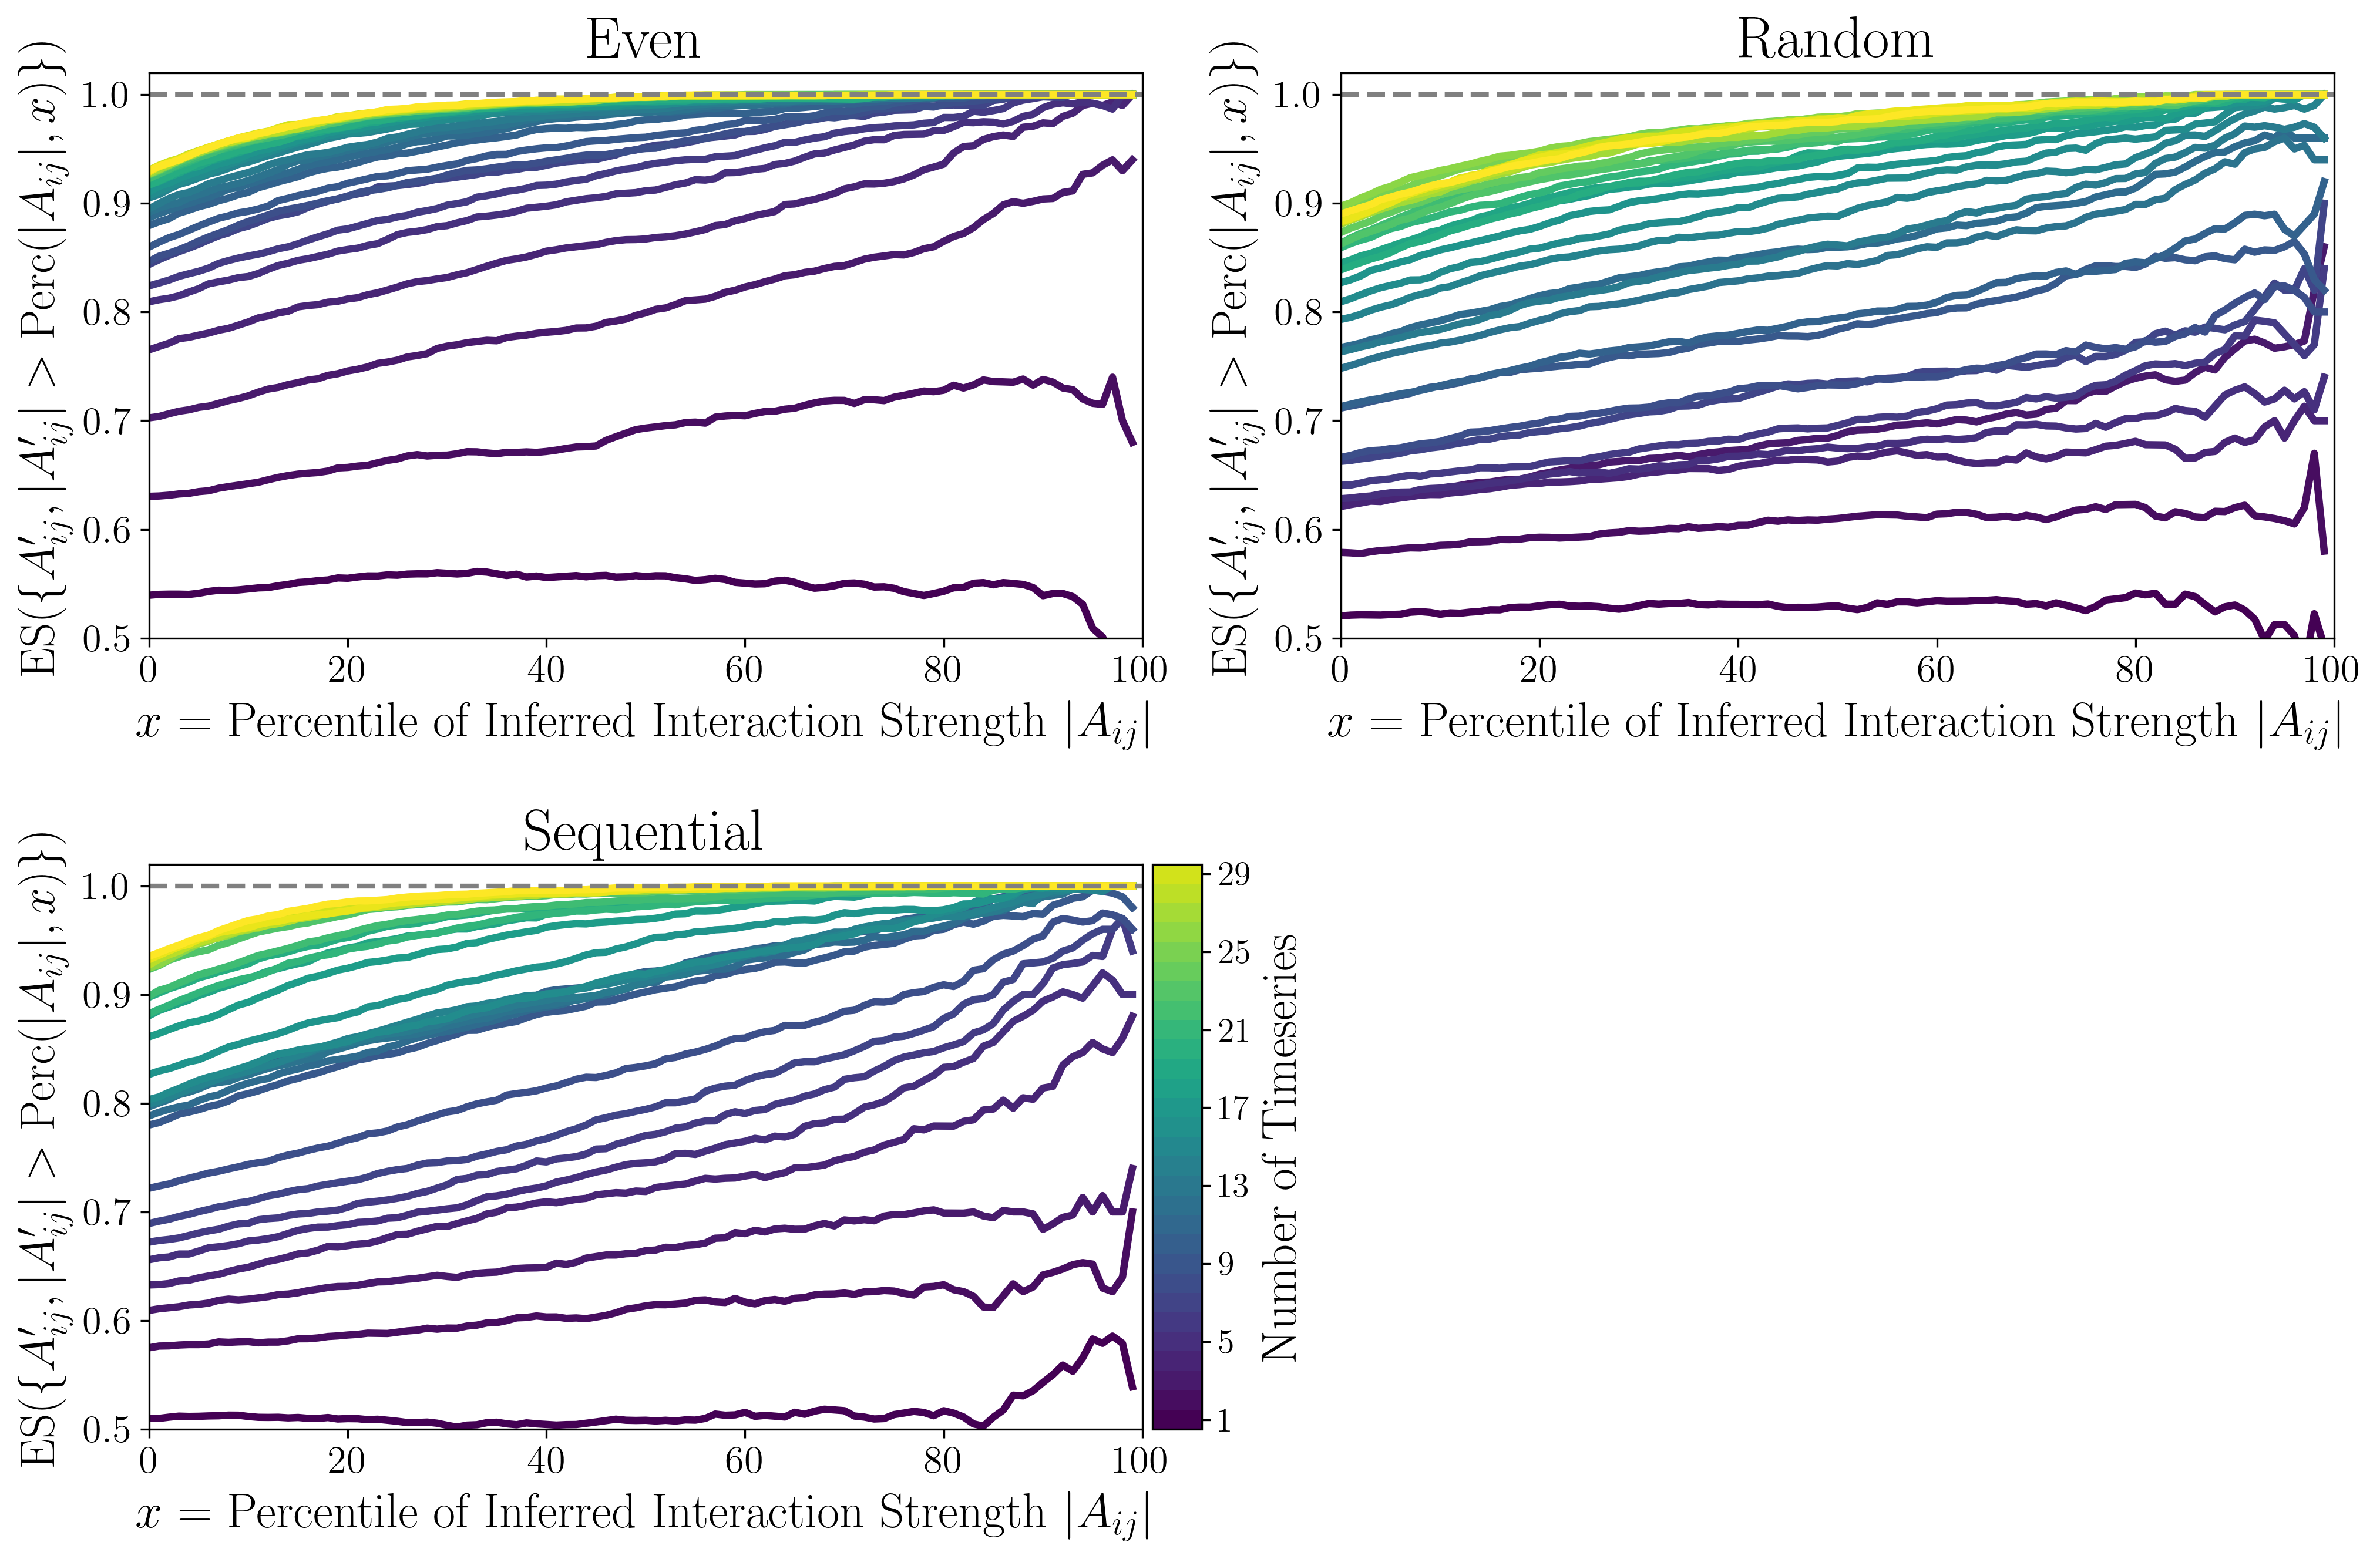 Even
ES({A′ij, |A′ij| > Perc(|Aij|, x)})
1.0
0.9
0.8
0.7
0.6
0.5
0 20 40 60 80 100
x = Percentile of Inferred Interaction Strength |Aij|
Random
ES({A′ij, |A′ij| > Perc(|Aij|, x)})
1.0
0.9
0.8
0.7
0.6
0.5
0 20 40 60 80 100
x = Percentile of Inferred Interaction Strength |Aij|
Sequential
ES({A′ij, |A′ij| > Perc(|Aij|, x)})
1.0
0.9
0.8
0.7
0.6
0.5
0 20 40 60 80 100
x = Percentile of Inferred Interaction Strength |Aij|
29
25
21
17
13
9
5
1
Number of Timeseries